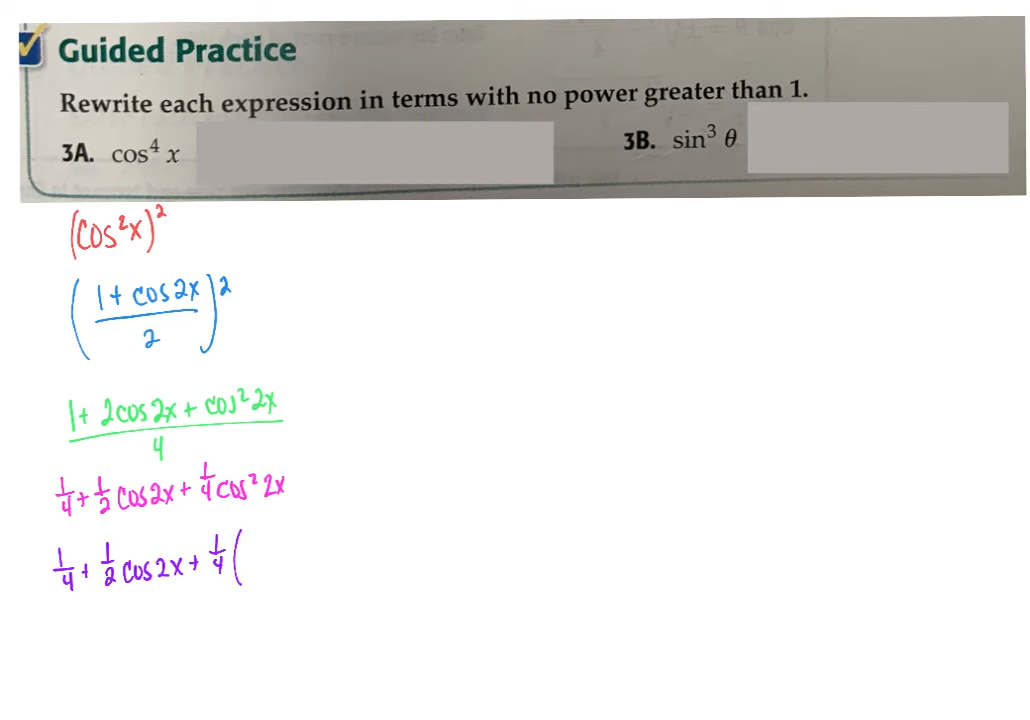 Guided Practice
Rewrite each expression in terms with no power greater than 1.
3A. cos⁴ x
3B. sin³ θ
(cos²x)²
((1 + cos 2x)/2)²
(1 + 2cos 2x + cos² 2x)/4
1/4 + 1/2 cos 2x + 1/4 cos² 2x
1/4 + 1/2 cos 2x + 1/4 (